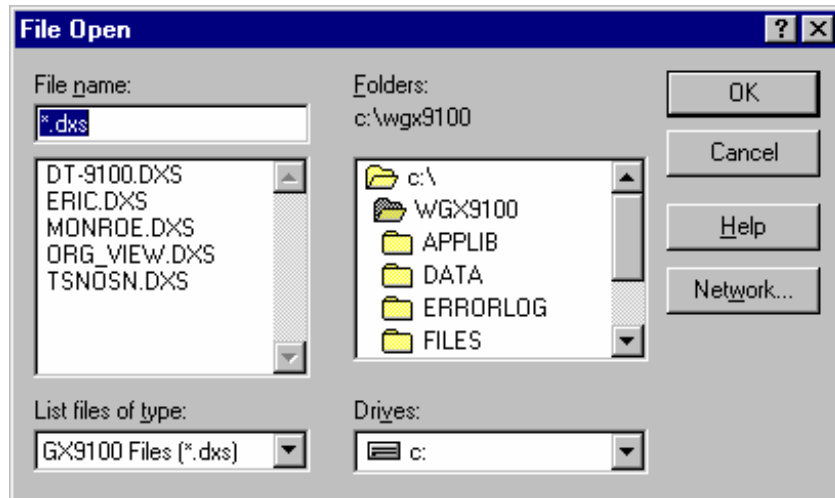 File Open
File name:
*.dxs
DT-9100.DXS
ERIC.DXS
MONROE.DXS
ORG_VIEW.DXS
TSNOSN.DXS
List files of type:
GX9100 Files (*.dxs)
Folders:
c:\wgx9100
c:\
WGX9100
APPLIB
DATA
ERRORLOG
FILES
Drives:
c:
OK
Cancel
Help
Network...